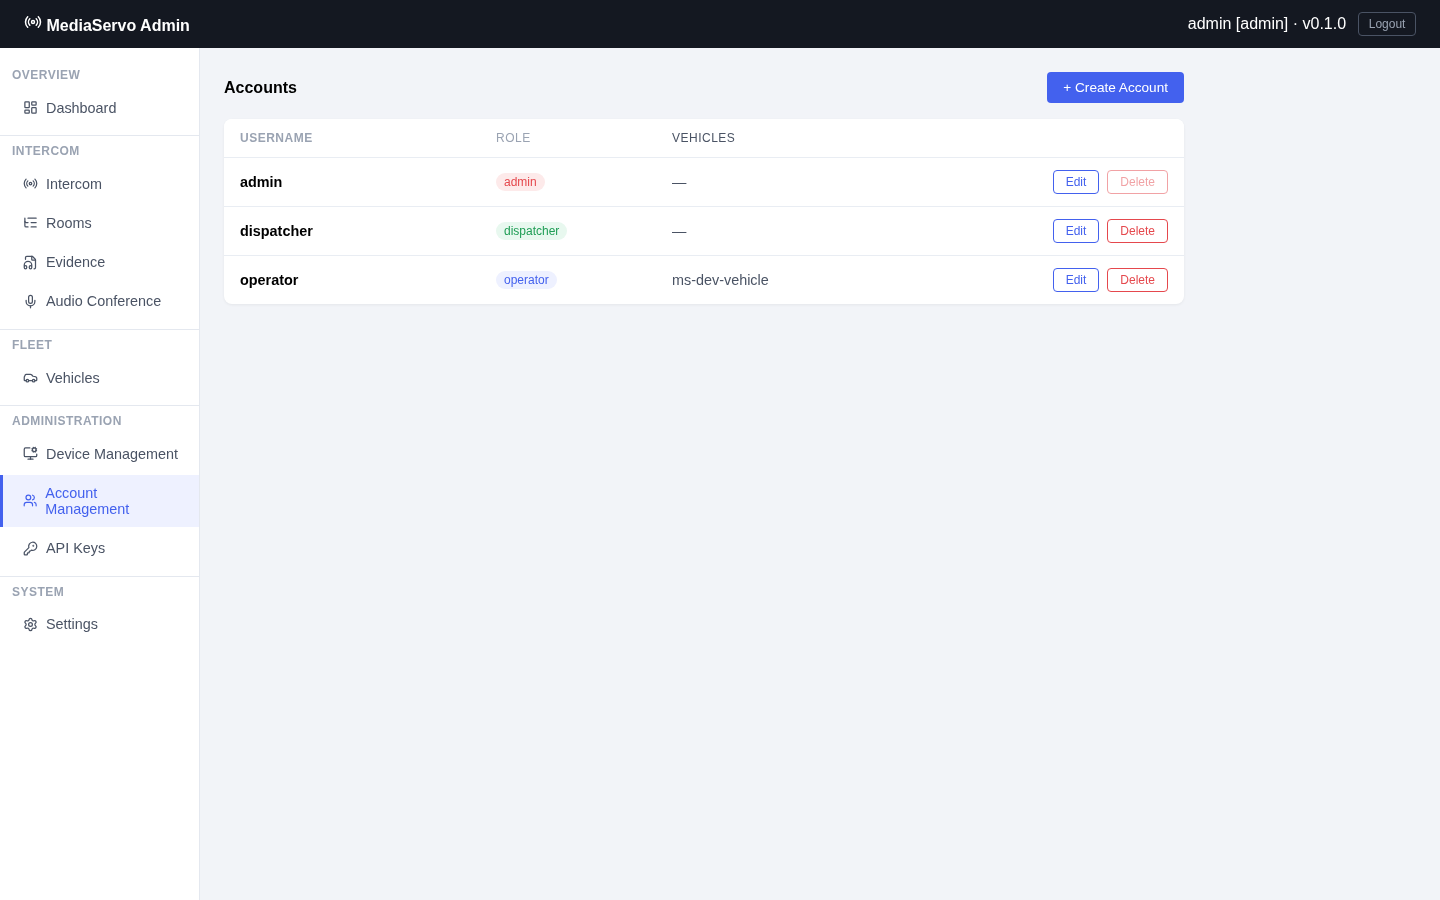 MediaServo Admin
admin [admin] · v0.1.0
Logout
OVERVIEW
Dashboard
INTERCOM
Intercom
Rooms
Evidence
Audio Conference
FLEET
Vehicles
ADMINISTRATION
Device Management
Account
Management
API Keys
SYSTEM
Settings
Accounts
+ Create Account
USERNAME ROLE VEHICLES
admin admin — Edit Delete
dispatcher dispatcher — Edit Delete
operator operator ms-dev-vehicle Edit Delete